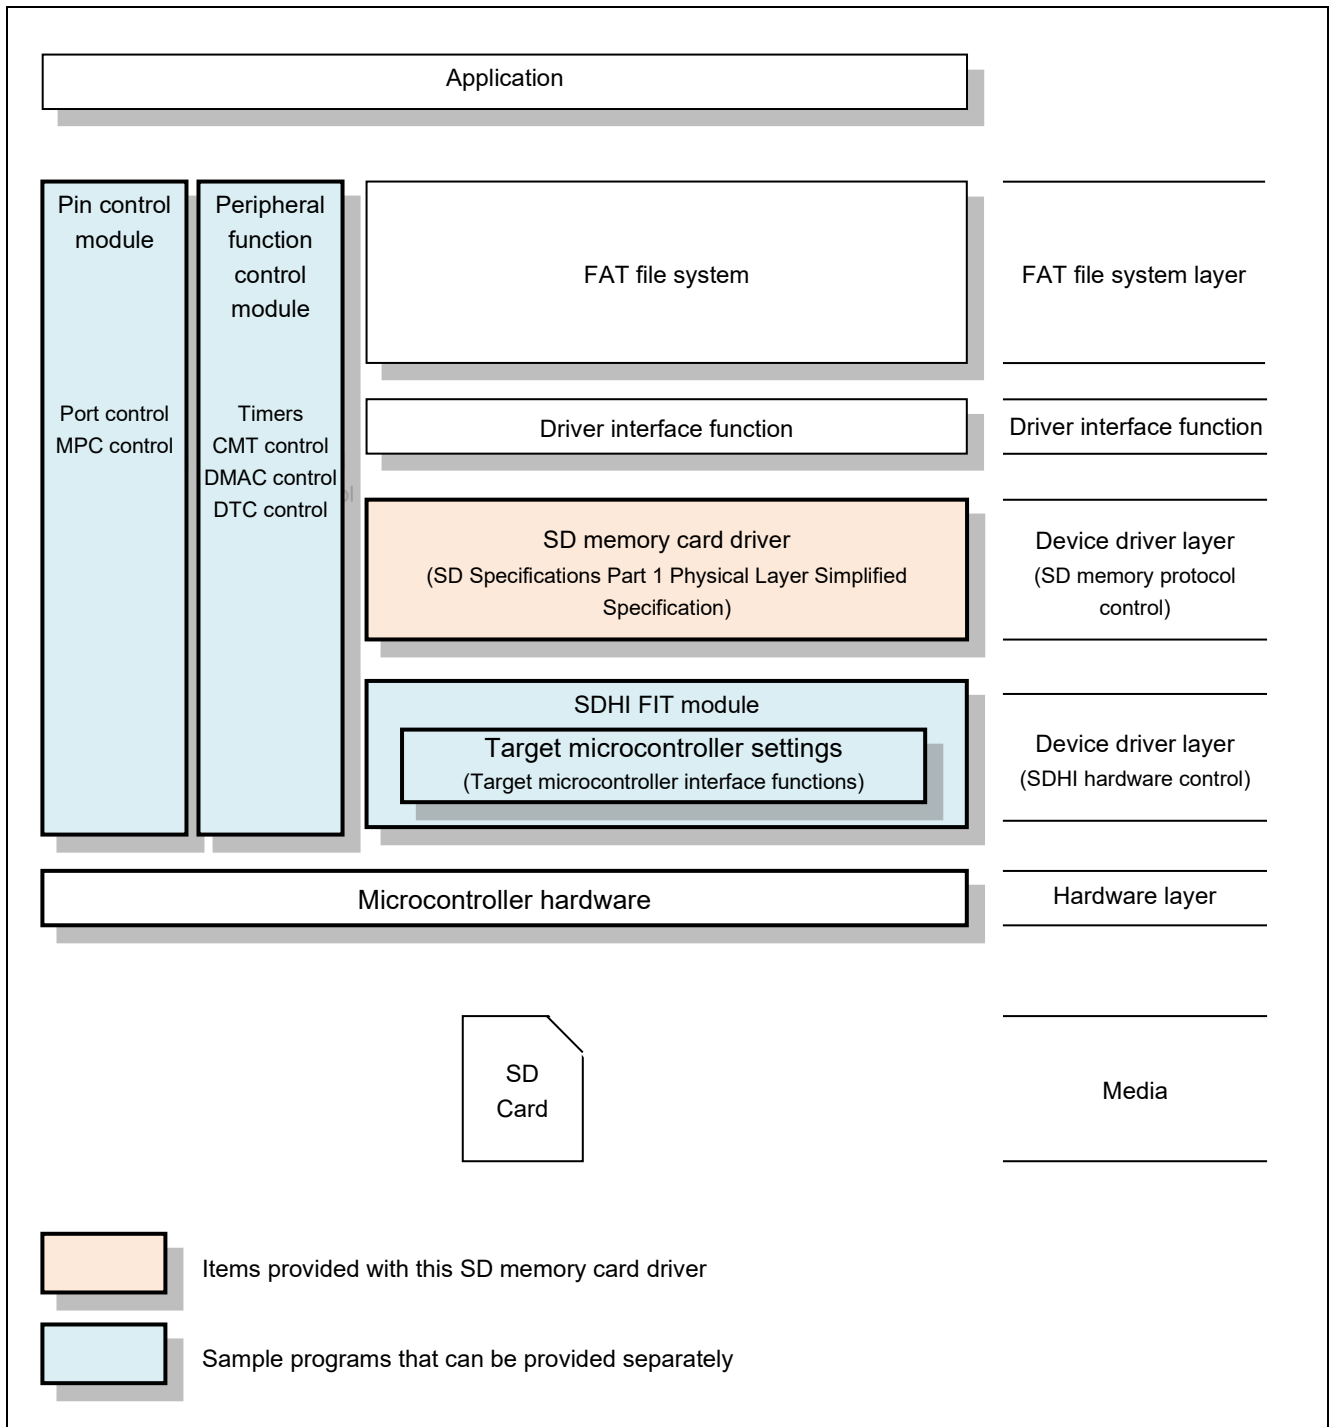 Application
Pin control
module
Port control
MPC control
Peripheral
function
control
module
Timers
CMT control
DMAC control
DTC control
FAT file system
FAT file system layer
Driver interface function
Driver interface function
SD memory card driver
(SD Specifications Part 1 Physical Layer Simplified
Specification)
Device driver layer
(SD memory protocol
control)
SDHI FIT module
Target microcontroller settings
(Target microcontroller interface functions)
Device driver layer
(SDHI hardware control)
Microcontroller hardware
Hardware layer
SD
Card
Media
Items provided with this SD memory card driver
Sample programs that can be provided separately